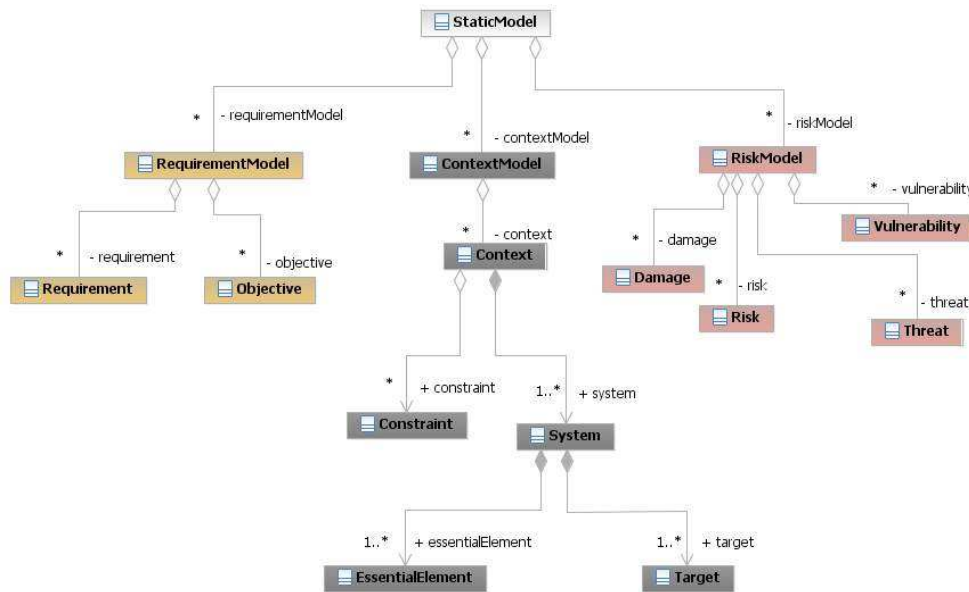 StaticModel
* - requirementModel
* - contextModel
* - riskModel
RequirementModel
ContextModel
RiskModel
* - vulnerability
Vulnerability
* - requirement
* - objective
* - context
* - damage
* - risk
* - threat
Requirement
Objective
Context
Damage
Risk
Threat
* + constraint
1..* + system
Constraint
System
1..* + essentialElement
1..* + target
EssentialElement
Target